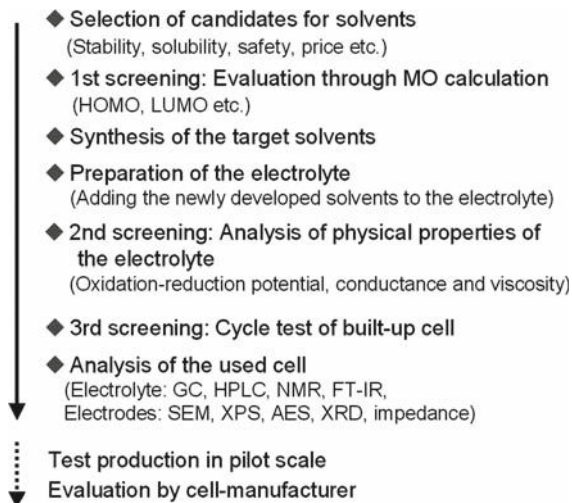 ◆ Selection of candidates for solvents
(Stability, solubility, safety, price etc.)
◆ 1st screening: Evaluation through MO calculation
(HOMO, LUMO etc.)
◆ Synthesis of the target solvents
◆ Preparation of the electrolyte
(Adding the newly developed solvents to the electrolyte)
◆ 2nd screening: Analysis of physical properties of
the electrolyte
(Oxidation-reduction potential, conductance and viscosity)
◆ 3rd screening: Cycle test of built-up cell
◆ Analysis of the used cell
(Electrolyte: GC, HPLC, NMR, FT-IR,
Electrodes: SEM, XPS, AES, XRD, impedance)
Test production in pilot scale
Evaluation by cell-manufacturer